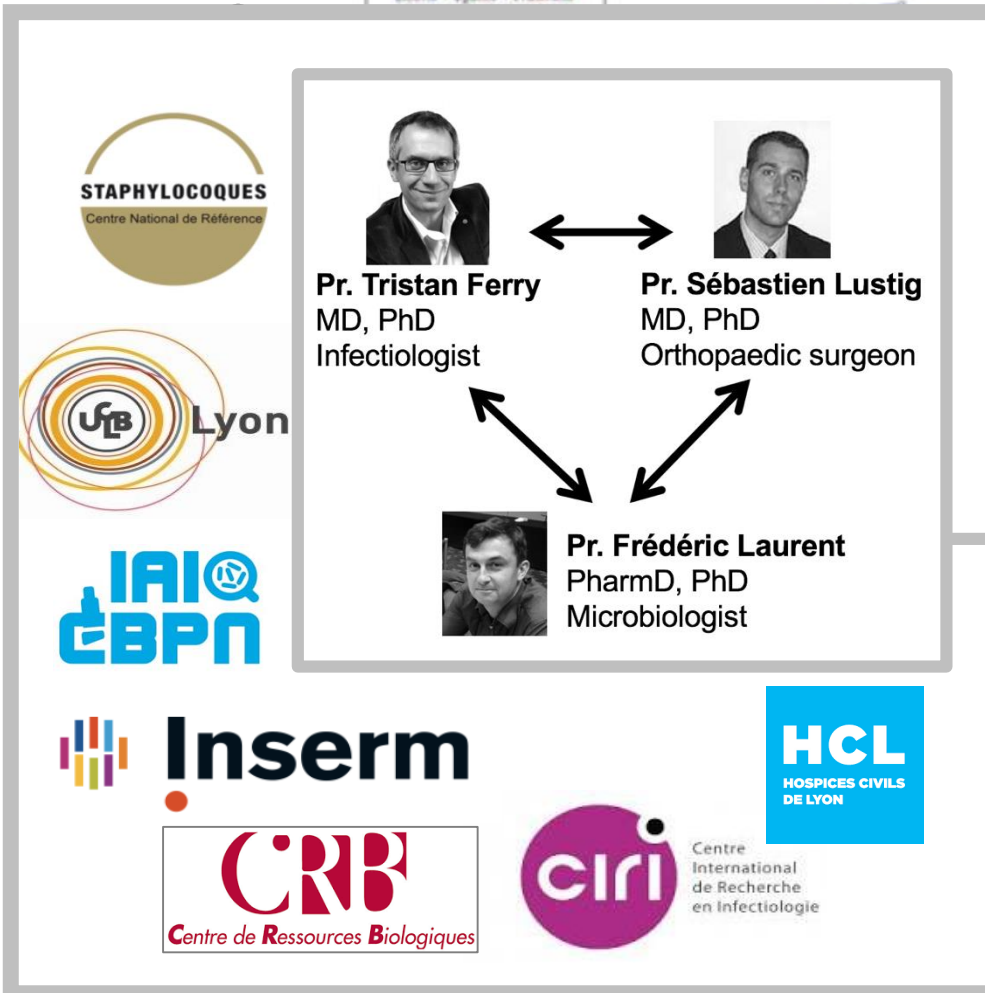 STAPHYLOCOQUES
Centre National de Référence
Pr. Tristan Ferry
MD, PhD
Infectiologist
Pr. Sébastien Lustig
MD, PhD
Orthopaedic surgeon
UCLB Lyon
Pr. Frédéric Laurent
PharmD, PhD
Microbiologist
IAIQ
CBPN
Inserm
HCL
HOSPICES CIVILS
DE LYON
CRB
Centre de Ressources Biologiques
CIRI
Centre
International
de Recherche
en Infectiologie